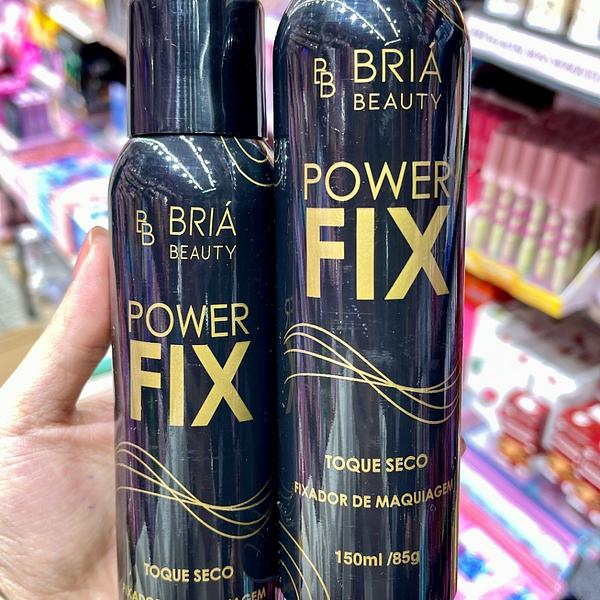 BB BRIÁ
BEAUTY
POWER
FIX
TOQUE SECO
BB BRIÁ
BEAUTY
POWER
FIX
TOQUE SECO
FIXADOR DE MAQUIAGEM
150ml /85g